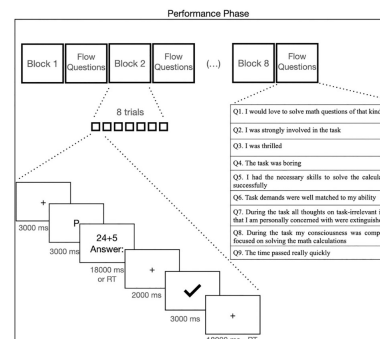 Performance Phase
Block 1
Flow
Questions
Block 2
Flow
Questions
(...)
Block 8
Flow
Questions
8 trials
Q1. I would love to solve math questions of that kind
Q2. I was strongly involved in the task
Q3. I was thrilled
Q4. The task was boring
Q5. I had the necessary skills to solve the
successfully
Q6. Task demands were well matched to my ability
Q7. During the task all thoughts on task-irrelevant
that I am personally concerned with were
Q8. During the task my consciousness was
focused on solving the math calculations
Q9. The time passed really quickly
+
3000 ms
P
3000 ms
24+5
Answer:
18000 ms
or RT
+
2000 ms
✓
3000 ms
+
RT